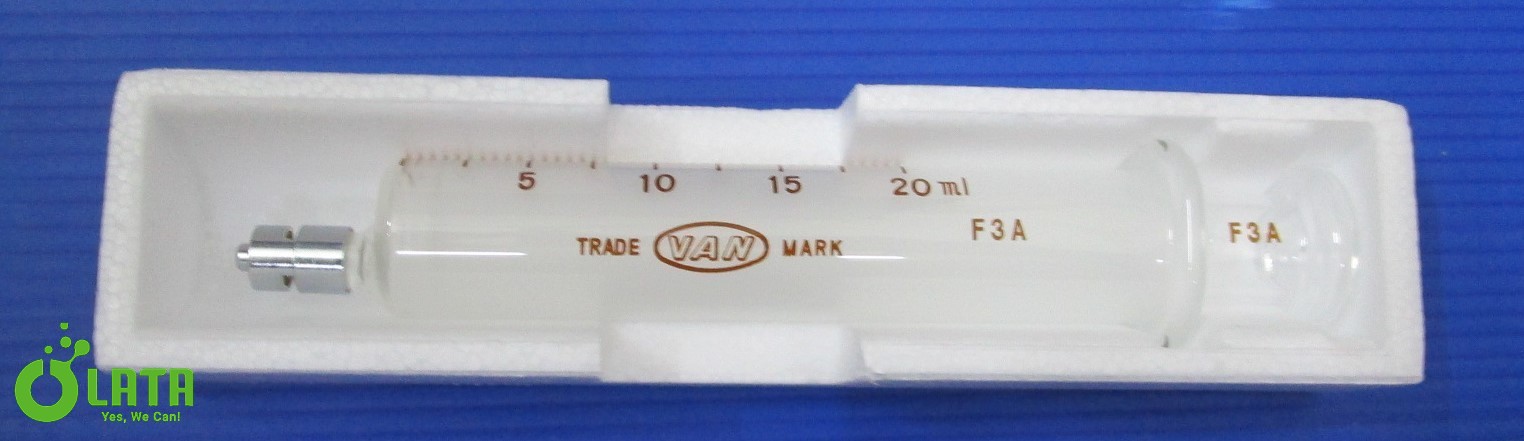 5 10 15 20 ml
TRADE VAN MARK
F3A
F3A
LATA
Yes, We Can!